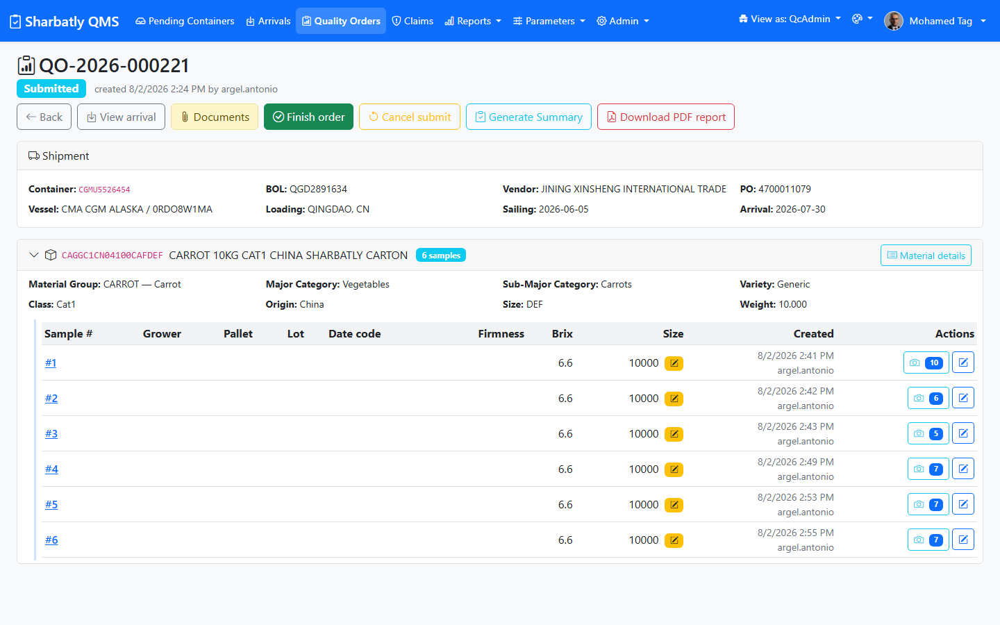 Sharbatly QMS Pending Containers Arrivals Quality Orders Claims Reports Parameters Admin View as: QcAdmin Mohamed Tag
QO-2026-000221
Submitted created 8/2/2026 2:24 PM by argel.antonio
Back View arrival Documents Finish order Cancel submit Generate Summary Download PDF report
Shipment
Container: CGMU5526454 BOL: QGD2891634 Vendor: JINING XINSHENG INTERNATIONAL TRADE PO: 4700011079
Vessel: CMA CGM ALASKA / 0RDO8W1MA Loading: QINGDAO, CN Sailing: 2026-06-05 Arrival: 2026-07-30
CAGGC1CN04100CAFDEF CARROT 10KG CAT1 CHINA SHARBATLY CARTON 6 samples Material details
Material Group: CARROT — Carrot Major Category: Vegetables Sub-Major Category: Carrots Variety: Generic
Class: Cat1 Origin: China Size: DEF Weight: 10.000
Sample # Grower Pallet Lot Date code Firmness Brix Size Created Actions
#1 6.6 10000 8/2/2026 2:41 PM argel.antonio 10
#2 6.6 10000 8/2/2026 2:42 PM argel.antonio 6
#3 6.6 10000 8/2/2026 2:43 PM argel.antonio 5
#4 6.6 10000 8/2/2026 2:49 PM argel.antonio 7
#5 6.6 10000 8/2/2026 2:53 PM argel.antonio 7
#6 6.6 10000 8/2/2026 2:55 PM argel.antonio 7